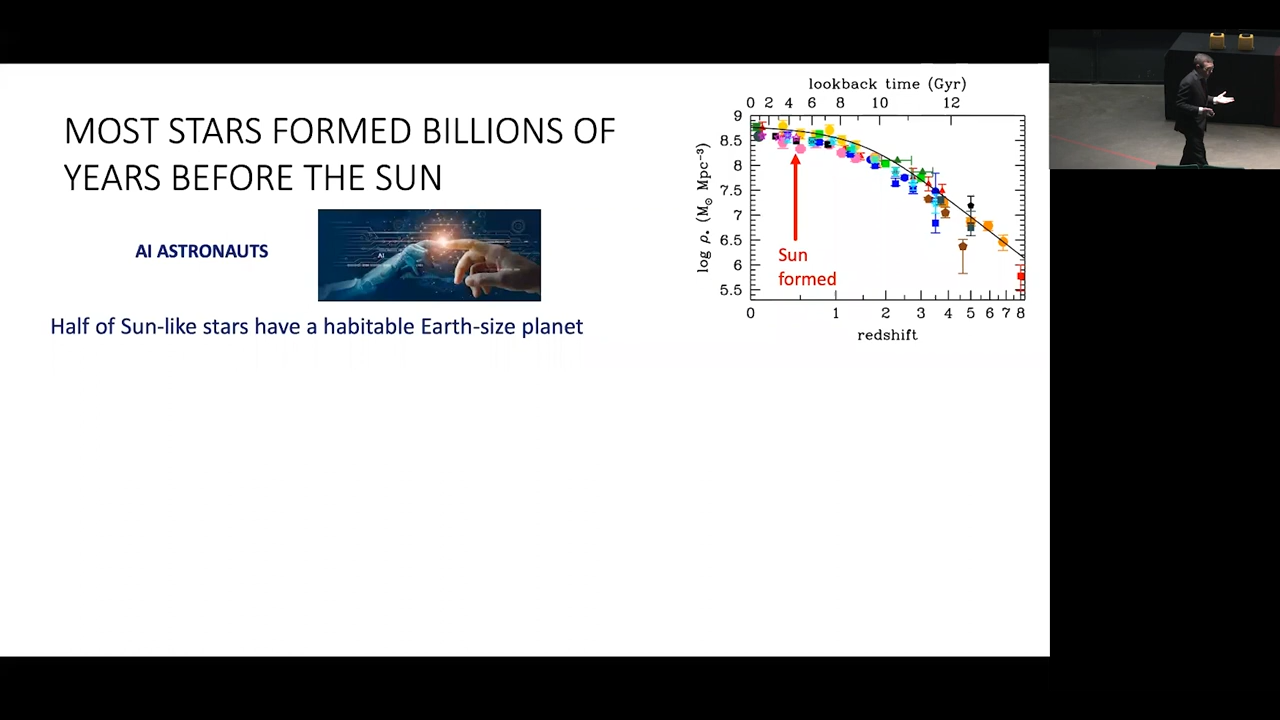 MOST STARS FORMED BILLIONS OF
YEARS BEFORE THE SUN
AI ASTRONAUTS
AI
Half of Sun-like stars have a habitable Earth-size planet
lookback time (Gyr)
0 2 4 6 8 10 12
9
8.5
8
7.5
7
6.5
6
5.5
log ρ* (M⊙ Mpc⁻³)
Sun
formed
0 1 2 3 4 5 6 7 8
redshift